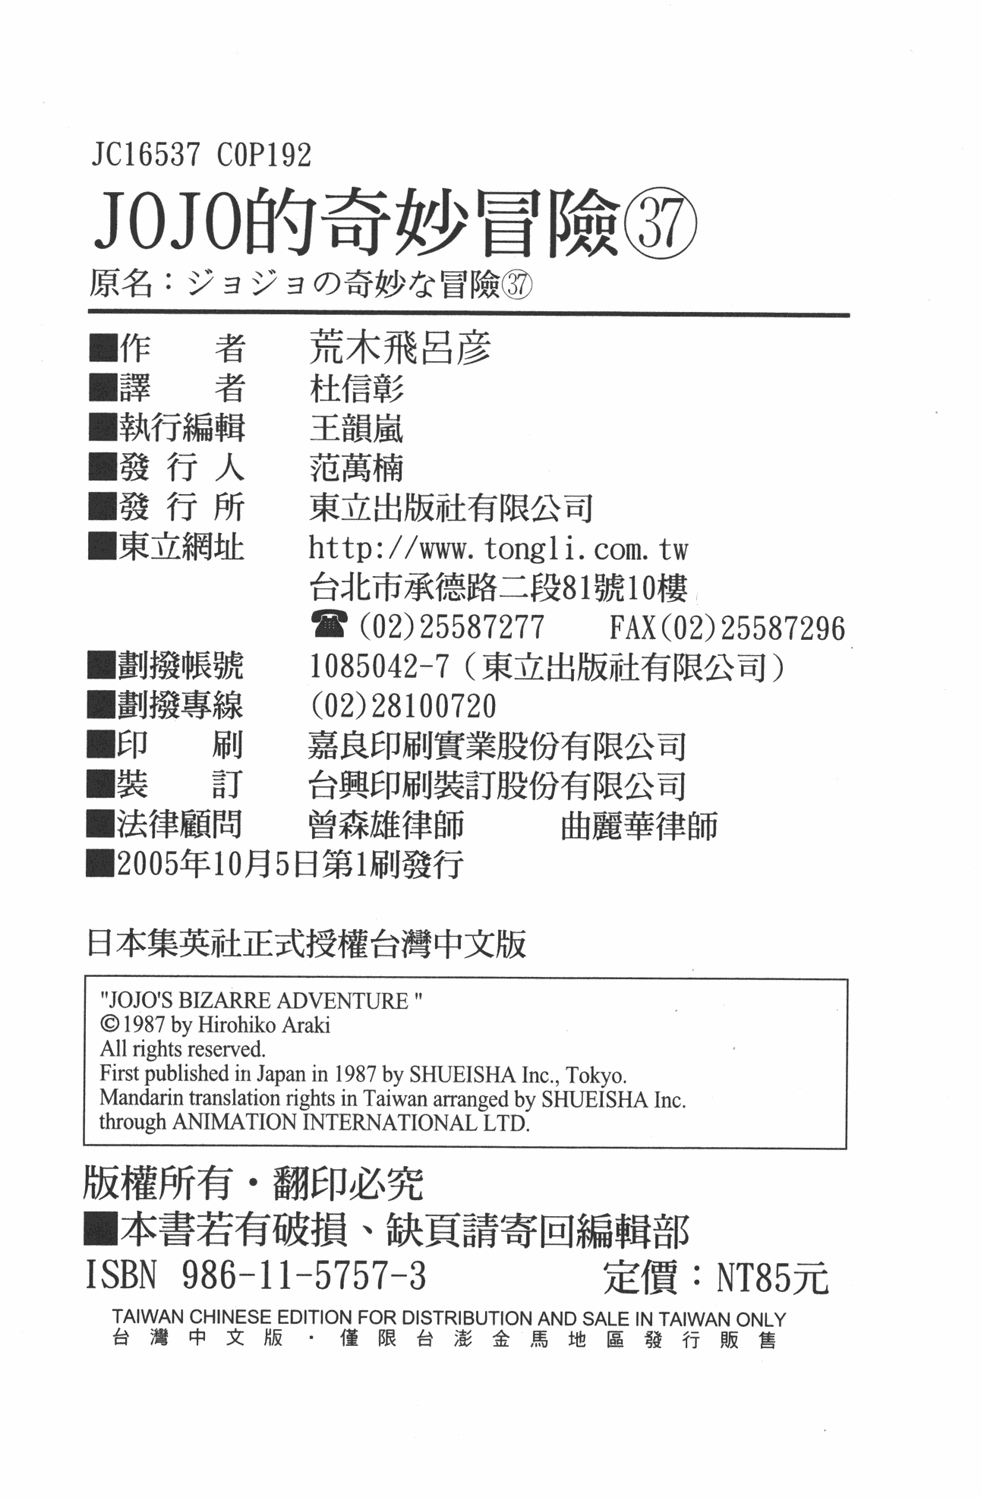 JC16537 COP192
JOJO的奇妙冒險㊲
原名：ジョジョの奇妙な冒險㊲
■作　　者　荒木飛呂彦
■譯　　者　杜信彰
■執行編輯　王韻嵐
■發 行 人　范萬楠
■發 行 所　東立出版社有限公司
■東立網址　http://www.tongli.com.tw
台北市承德路二段81號10樓
☎(02)25587277　FAX(02)25587296
■劃撥帳號　1085042-7（東立出版社有限公司）
■劃撥專線　(02)28100720
■印　　刷　嘉良印刷實業股份有限公司
■裝　　訂　台興印刷裝訂股份有限公司
■法律顧問　曾森雄律師　曲麗華律師
■2005年10月5日第1刷發行
日本集英社正式授權台灣中文版
"JOJO'S BIZARRE ADVENTURE "
©1987 by Hirohiko Araki
All rights reserved.
First published in Japan in 1987 by SHUEISHA Inc., Tokyo.
Mandarin translation rights in Taiwan arranged by SHUEISHA Inc.
through ANIMATION INTERNATIONAL LTD.
版權所有・翻印必究
■本書若有破損、缺頁請寄回編輯部
ISBN 986-11-5757-3　定價：NT85元
TAIWAN CHINESE EDITION FOR DISTRIBUTION AND SALE IN TAIWAN ONLY
台灣中文版・僅限台澎金馬地區發行販售